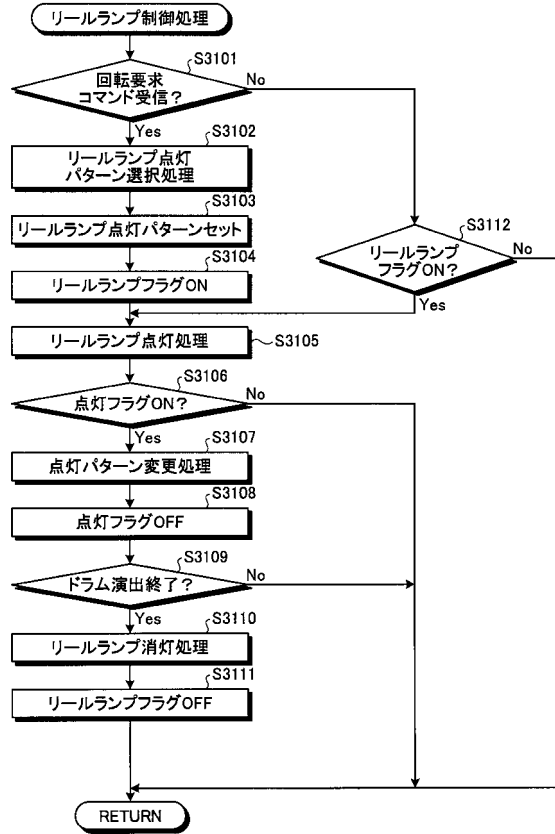 リールランプ制御処理
S3101
回転要求
コマンド受信？
No
Yes
S3102
リールランプ点灯
パターン選択処理
S3103
リールランプ点灯パターンセット
S3112
リールランプ
フラグON？
No
Yes
S3104
リールランプフラグON
リールランプ点灯処理
S3105
S3106
点灯フラグON？
No
Yes
S3107
点灯パターン変更処理
S3108
点灯フラグOFF
S3109
ドラム演出終了？
No
Yes
S3110
リールランプ消灯処理
S3111
リールランプフラグOFF
RETURN